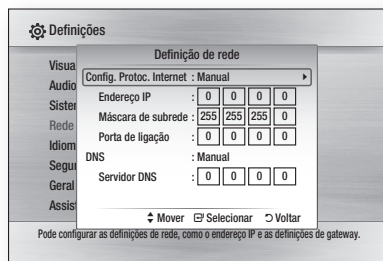 Definições
Definição de rede
Visua
Config. Protoc. Internet : Manual
Audio
Endereço IP : 0 0 0 0
Sister
Máscara de subrede : 255 255 255 0
Rede
Porta de ligação : 0 0 0 0
Idiom
DNS : Manual
Segur
Servidor DNS : 0 0 0 0
Geral
Assist
Mover Selecionar Voltar
Pode configurar as definições de rede, como o endereço IP e as definições de gateway.